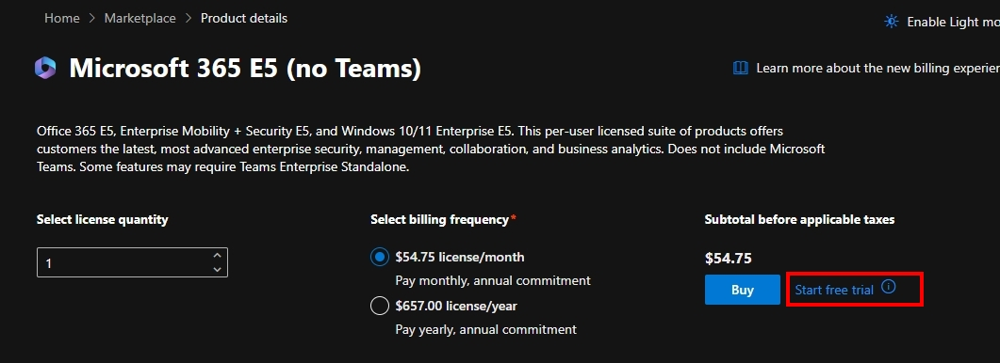 Home > Marketplace > Product details
Enable Light mo
Microsoft 365 E5 (no Teams)
Learn more about the new billing experier
Office 365 E5, Enterprise Mobility + Security E5, and Windows 10/11 Enterprise E5. This per-user licensed suite of products offers
customers the latest, most advanced enterprise security, management, collaboration, and business analytics. Does not include Microsoft
Teams. Some features may require Teams Enterprise Standalone.
Select license quantity
1
Select billing frequency*
$54.75 license/month
Pay monthly, annual commitment
$657.00 license/year
Pay yearly, annual commitment
Subtotal before applicable taxes
$54.75
Buy
Start free trial